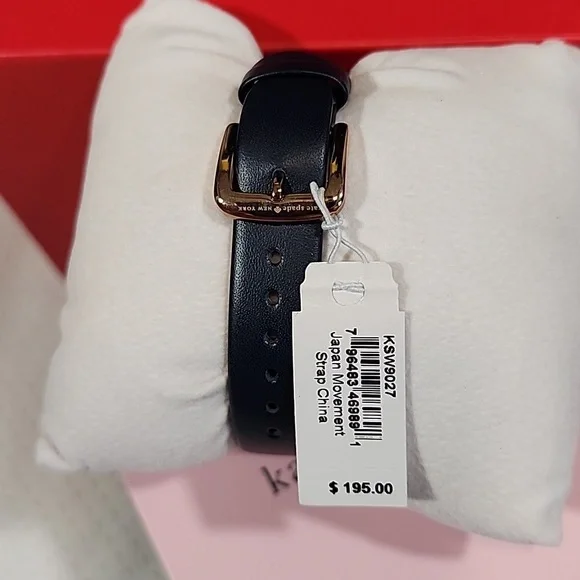 kate spade NEW YORK
KSW9027
7 96483 46989 1
Japan Movement
Strap China
$ 195.00